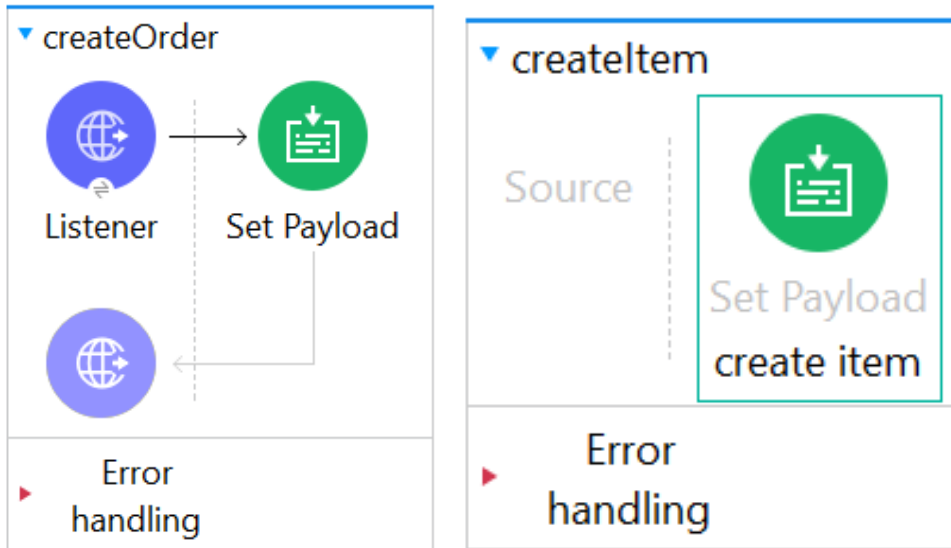 createOrder
Listener
Set Payload
Error
handling
createItem
Source
Set Payload
create item
Error
handling